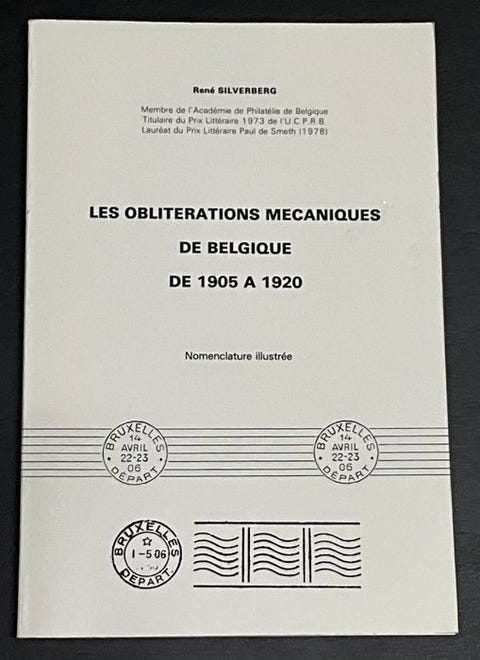 René SILVERBERG
Membre de l'Académie de Philatélie de Belgique
Titulaire du Prix Littéraire 1973 de l'U.C.P.R.B.
Lauréat du Prix Littéraire Paul de Smeth (1978)
LES OBLITERATIONS MECANIQUES
DE BELGIQUE
DE 1905 A 1920
Nomenclature illustrée
BRUXELLES
14
AVRIL
22-23
06
DÉPART
BRUXELLES
14
AVRIL
22-23
06
DÉPART
BRUXELLES
1-5 06
DEPART.